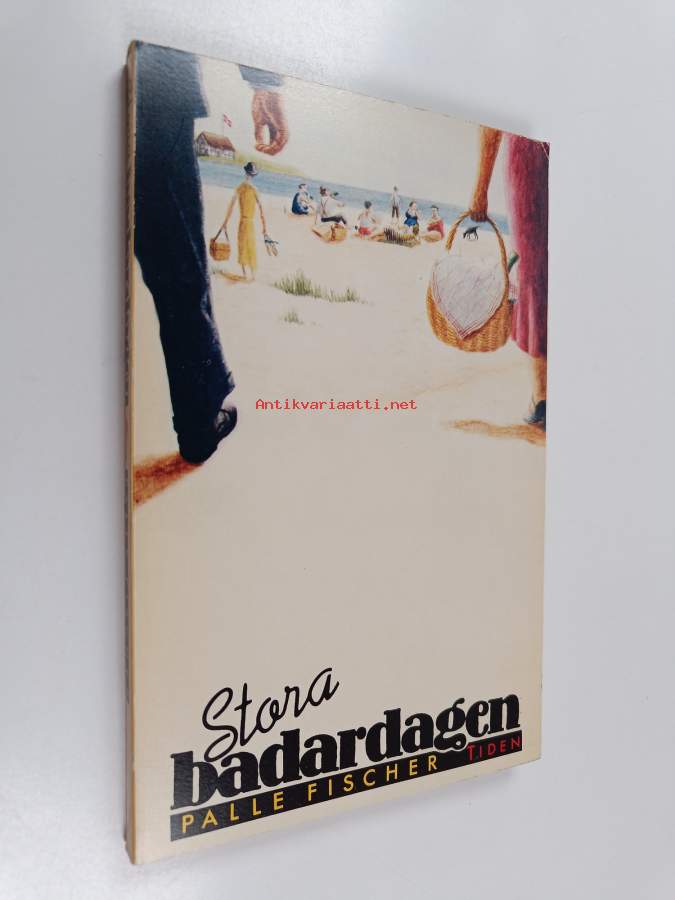 Antikvariaatti.net
Stora
badardagen
PALLE FISCHER TIDEN